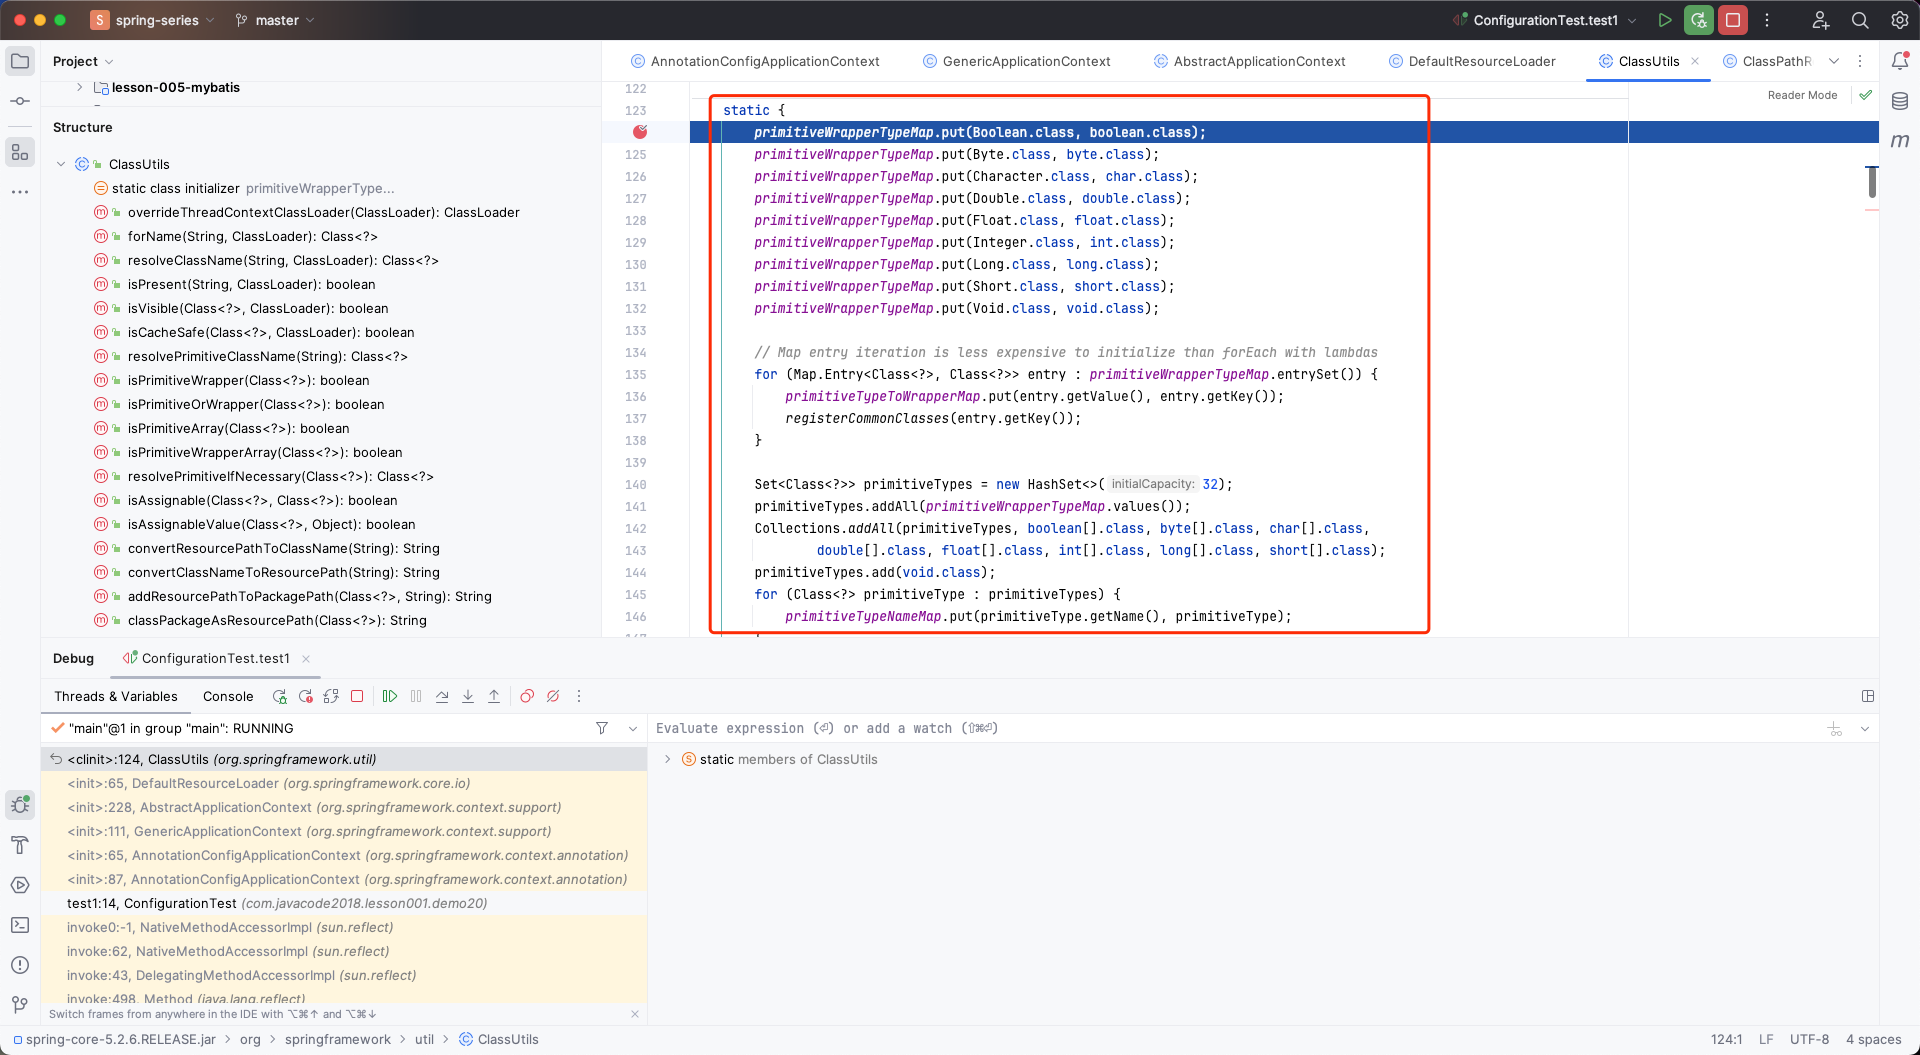 S spring-series master
ConfigurationTest.test1
Project
lesson-005-mybatis
Structure
ClassUtils
static class initializer primitiveWrapperType...
overrideThreadContextClassLoader(ClassLoader): ClassLoader
forName(String, ClassLoader): Class<?>
resolveClassName(String, ClassLoader): Class<?>
isPresent(String, ClassLoader): boolean
isVisible(Class<?>, ClassLoader): boolean
isCacheSafe(Class<?>, ClassLoader): boolean
resolvePrimitiveClassName(String): Class<?>
isPrimitiveWrapper(Class<?>): boolean
isPrimitiveOrWrapper(Class<?>): boolean
isPrimitiveArray(Class<?>): boolean
isPrimitiveWrapperArray(Class<?>): boolean
resolvePrimitiveIfNecessary(Class<?>): Class<?>
isAssignable(Class<?>, Class<?>): boolean
isAssignableValue(Class<?>, Object): boolean
convertResourcePathToClassName(String): String
convertClassNameToResourcePath(String): String
addResourcePathToPackagePath(Class<?>, String): String
classPackageAsResourcePath(Class<?>): String
AnnotationConfigApplicationContext GenericApplicationContext AbstractApplicationContext DefaultResourceLoader ClassUtils ClassPathR
Reader Mode
122
123 static {
primitiveWrapperTypeMap.put(Boolean.class, boolean.class);
125 primitiveWrapperTypeMap.put(Byte.class, byte.class);
126 primitiveWrapperTypeMap.put(Character.class, char.class);
127 primitiveWrapperTypeMap.put(Double.class, double.class);
128 primitiveWrapperTypeMap.put(Float.class, float.class);
129 primitiveWrapperTypeMap.put(Integer.class, int.class);
130 primitiveWrapperTypeMap.put(Long.class, long.class);
131 primitiveWrapperTypeMap.put(Short.class, short.class);
132 primitiveWrapperTypeMap.put(Void.class, void.class);
133
134 // Map entry iteration is less expensive to initialize than forEach with lambdas
135 for (Map.Entry<Class<?>, Class<?>> entry : primitiveWrapperTypeMap.entrySet()) {
136 primitiveTypeToWrapperMap.put(entry.getValue(), entry.getKey());
137 registerCommonClasses(entry.getKey());
138 }
139
140 Set<Class<?>> primitiveTypes = new HashSet<>( initialCapacity: 32);
141 primitiveTypes.addAll(primitiveWrapperTypeMap.values());
142 Collections.addAll(primitiveTypes, boolean[].class, byte[].class, char[].class,
143 double[].class, float[].class, int[].class, long[].class, short[].class);
144 primitiveTypes.add(void.class);
145 for (Class<?> primitiveType : primitiveTypes) {
146 primitiveTypeNameMap.put(primitiveType.getName(), primitiveType);
Debug ConfigurationTest.test1
Threads & Variables Console
"main"@1 in group "main": RUNNING
<clinit>:124, ClassUtils (org.springframework.util)
<init>:65, DefaultResourceLoader (org.springframework.core.io)
<init>:228, AbstractApplicationContext (org.springframework.context.support)
<init>:111, GenericApplicationContext (org.springframework.context.support)
<init>:65, AnnotationConfigApplicationContext (org.springframework.context.annotation)
<init>:87, AnnotationConfigApplicationContext (org.springframework.context.annotation)
test1:14, ConfigurationTest (com.javacode2018.lesson001.demo20)
invoke0:-1, NativeMethodAccessorImpl (sun.reflect)
invoke:62, NativeMethodAccessorImpl (sun.reflect)
invoke:43, DelegatingMethodAccessorImpl (sun.reflect)
invoke:498, Method (java.lang.reflect)
Switch frames from anywhere in the IDE with ⌥⌘↑ and ⌥⌘↓
Evaluate expression (⏎) or add a watch (⇧⌘⏎)
static members of ClassUtils
spring-core-5.2.6.RELEASE.jar > org > springframework > util > ClassUtils
124:1 LF UTF-8 4 spaces